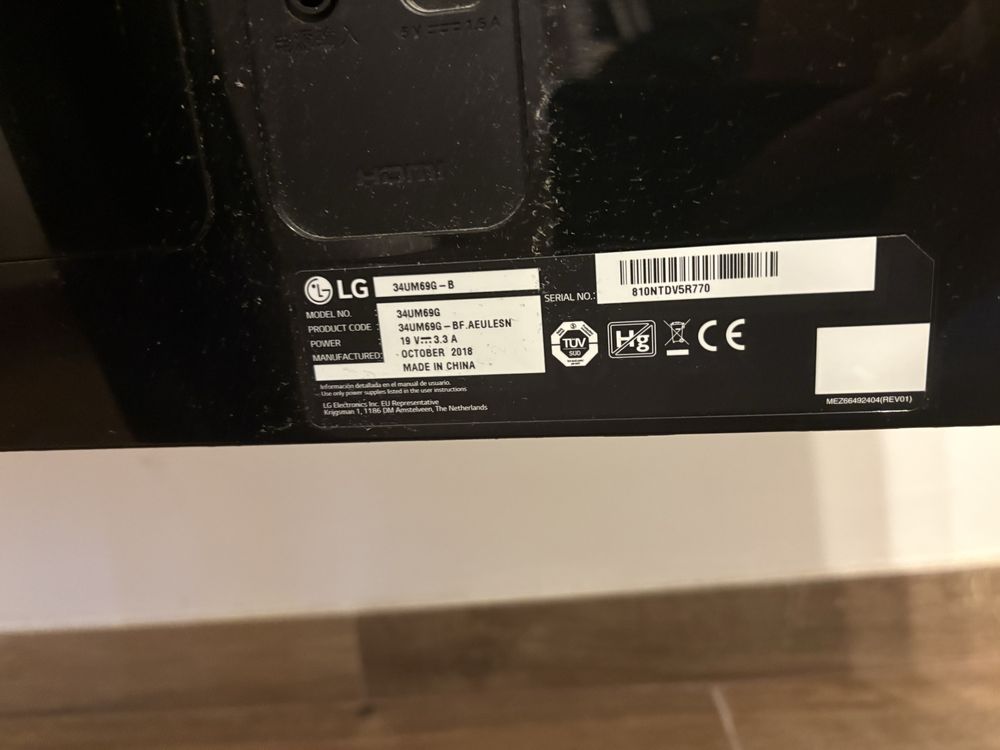 5V⎓1.5A
HDMI
LG 34UM69G-B
MODEL NO. 34UM69G
PRODUCT CODE : 34UM69G-BF.AEULESN
POWER 19 V⎓3.3 A
MANUFACTURED: OCTOBER 2018
MADE IN CHINA
Información detallada en el manual de usuario.
Use only power supplies listed in the user instructions
LG Electronics Inc. EU Representative
Krijgsman 1, 1186 DM Amstelveen, The Netherlands
SERIAL NO.:
810NTDV5R770
TÜV
SÜD
Hg
CE
MEZ66492404(REV01)